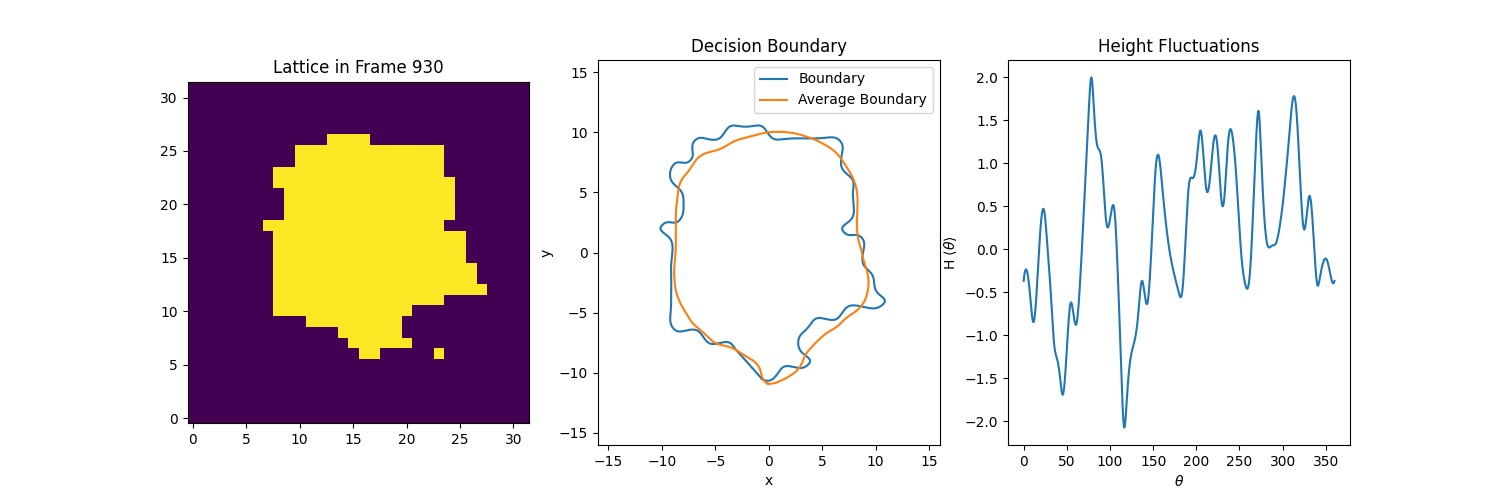 Lattice in Frame 930
30
25
20
15
10
5
0
0 5 10 15 20 25 30
Decision Boundary
Boundary
Average Boundary
y
15
10
5
0
−5
−10
−15
−15 −10 −5 0 5 10 15
x
Height Fluctuations
H ⟨θ⟩
2.0
1.5
1.0
0.5
0.0
−0.5
−1.0
−1.5
−2.0
0 50 100 150 200 250 300 350
θ